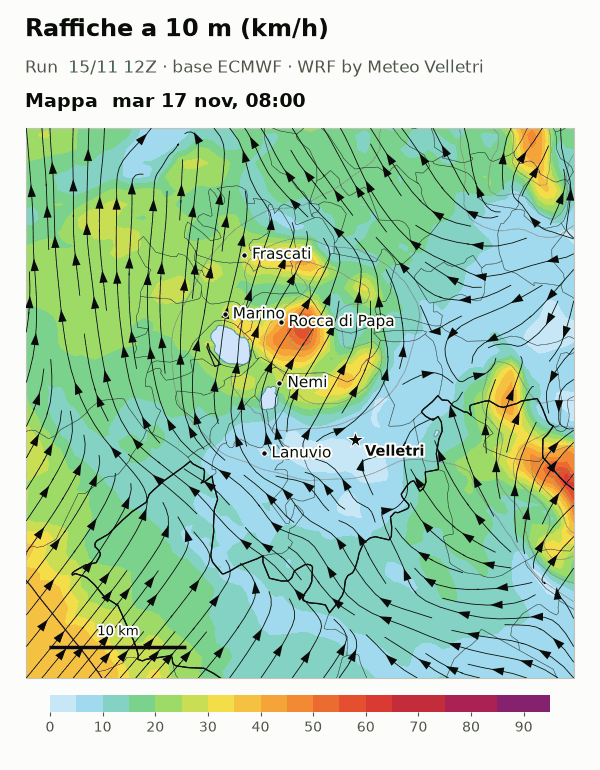 Raffiche a 10 m (km/h)
Run 15/11 12Z · base ECMWF · WRF by Meteo Velletri
Mappa mar 17 nov, 08:00
Frascati
Marino
Rocca di Papa
Nemi
Velletri
Lanuvio
10 km
0 10 20 30 40 50 60 70 80 90